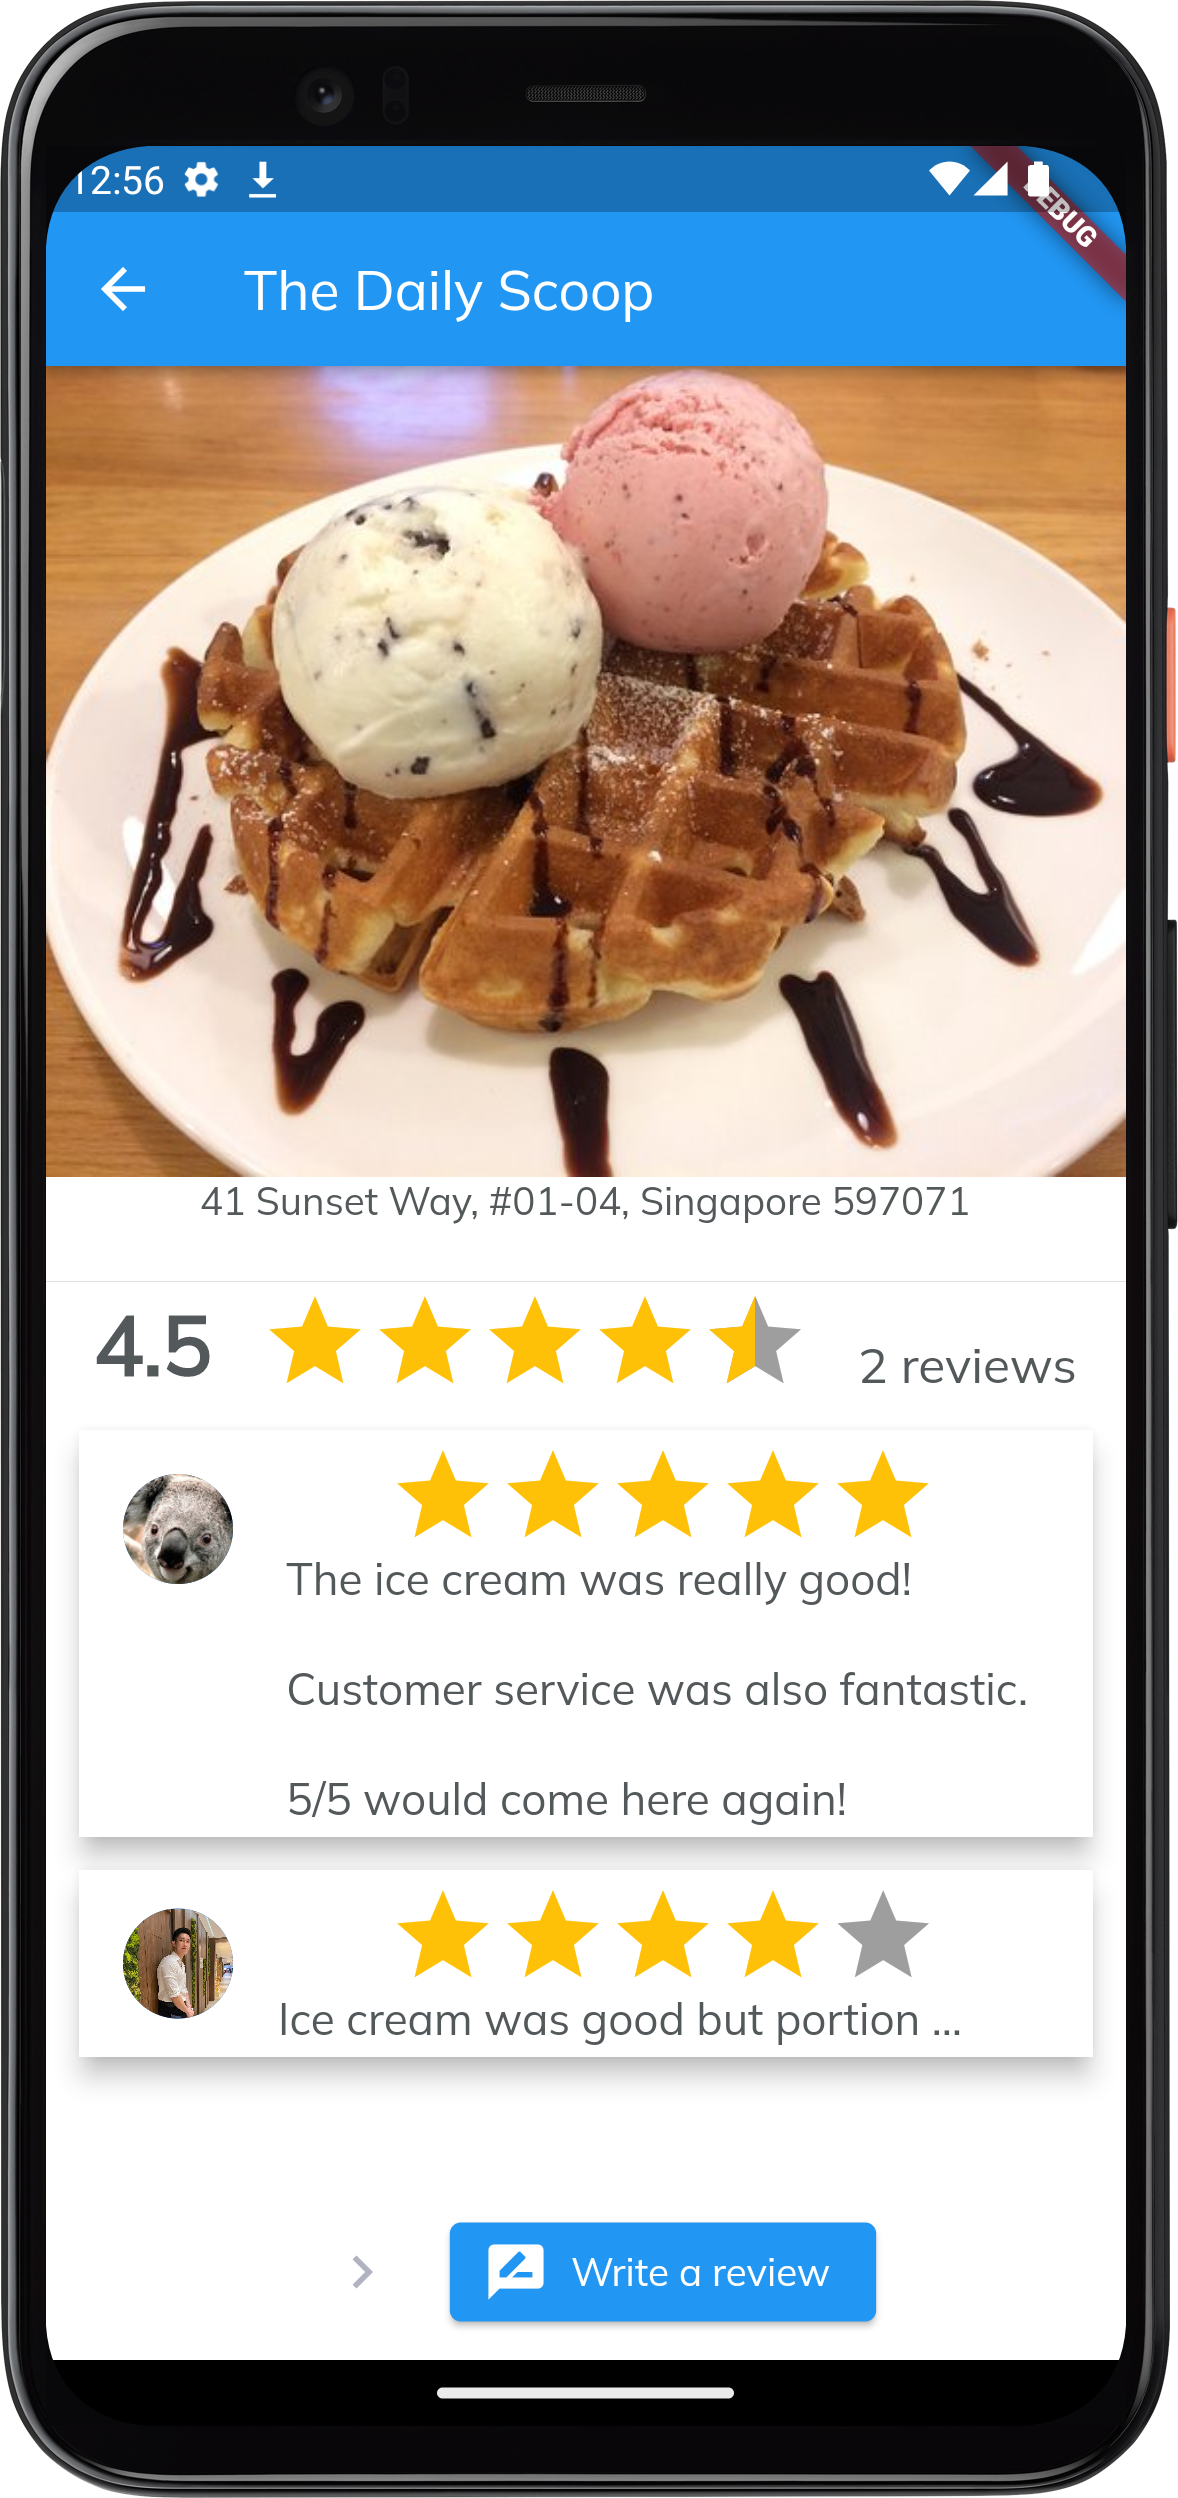 12:56
DEBUG
The Daily Scoop
41 Sunset Way, #01-04, Singapore 597071
4.5
2 reviews
The ice cream was really good!
Customer service was also fantastic.
5/5 would come here again!
Ice cream was good but portion ...
Write a review